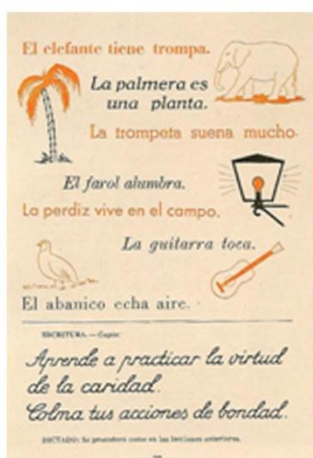 El elefante tiene trompa.
La palmera es
una planta.
La trompeta suena mucho.
El farol alumbra.
La perdiz vive en el campo.
La guitarra toca.
El abanico echa aire.
ESCRITURA. — Copia:
Aprende a practicar la virtud
de la caridad.
Colma tus acciones de bondad.
DICTADO: Se procederá como en las lecciones anteriores.